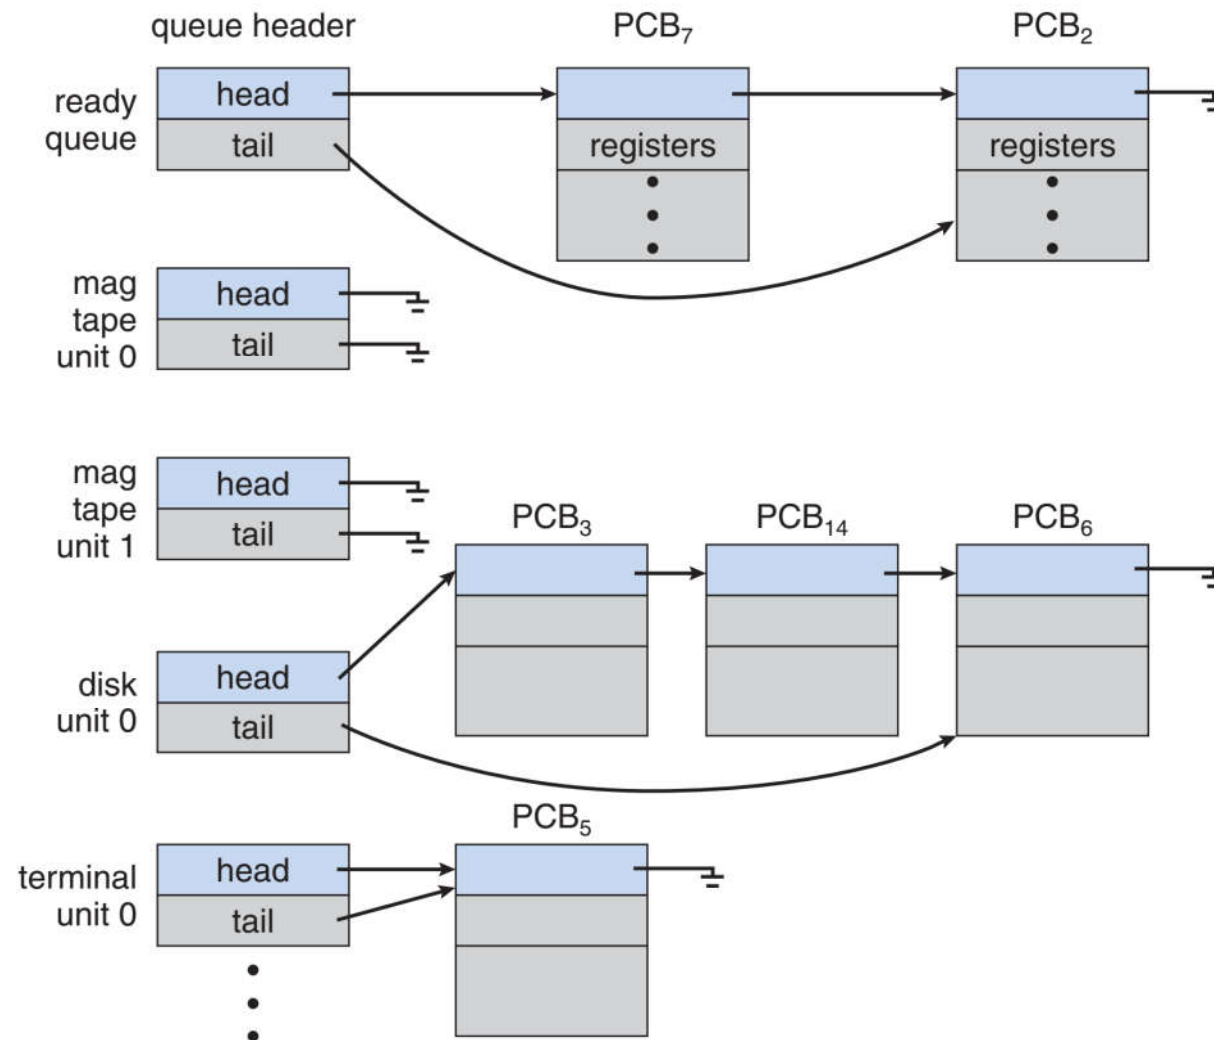 queue header
PCB₇
PCB₂
ready
queue
head
tail
registers
registers
mag
tape
unit 0
head
tail
mag
tape
unit 1
head
tail
PCB₃
PCB₁₄
PCB₆
disk
unit 0
head
tail
PCB₅
terminal
unit 0
head
tail